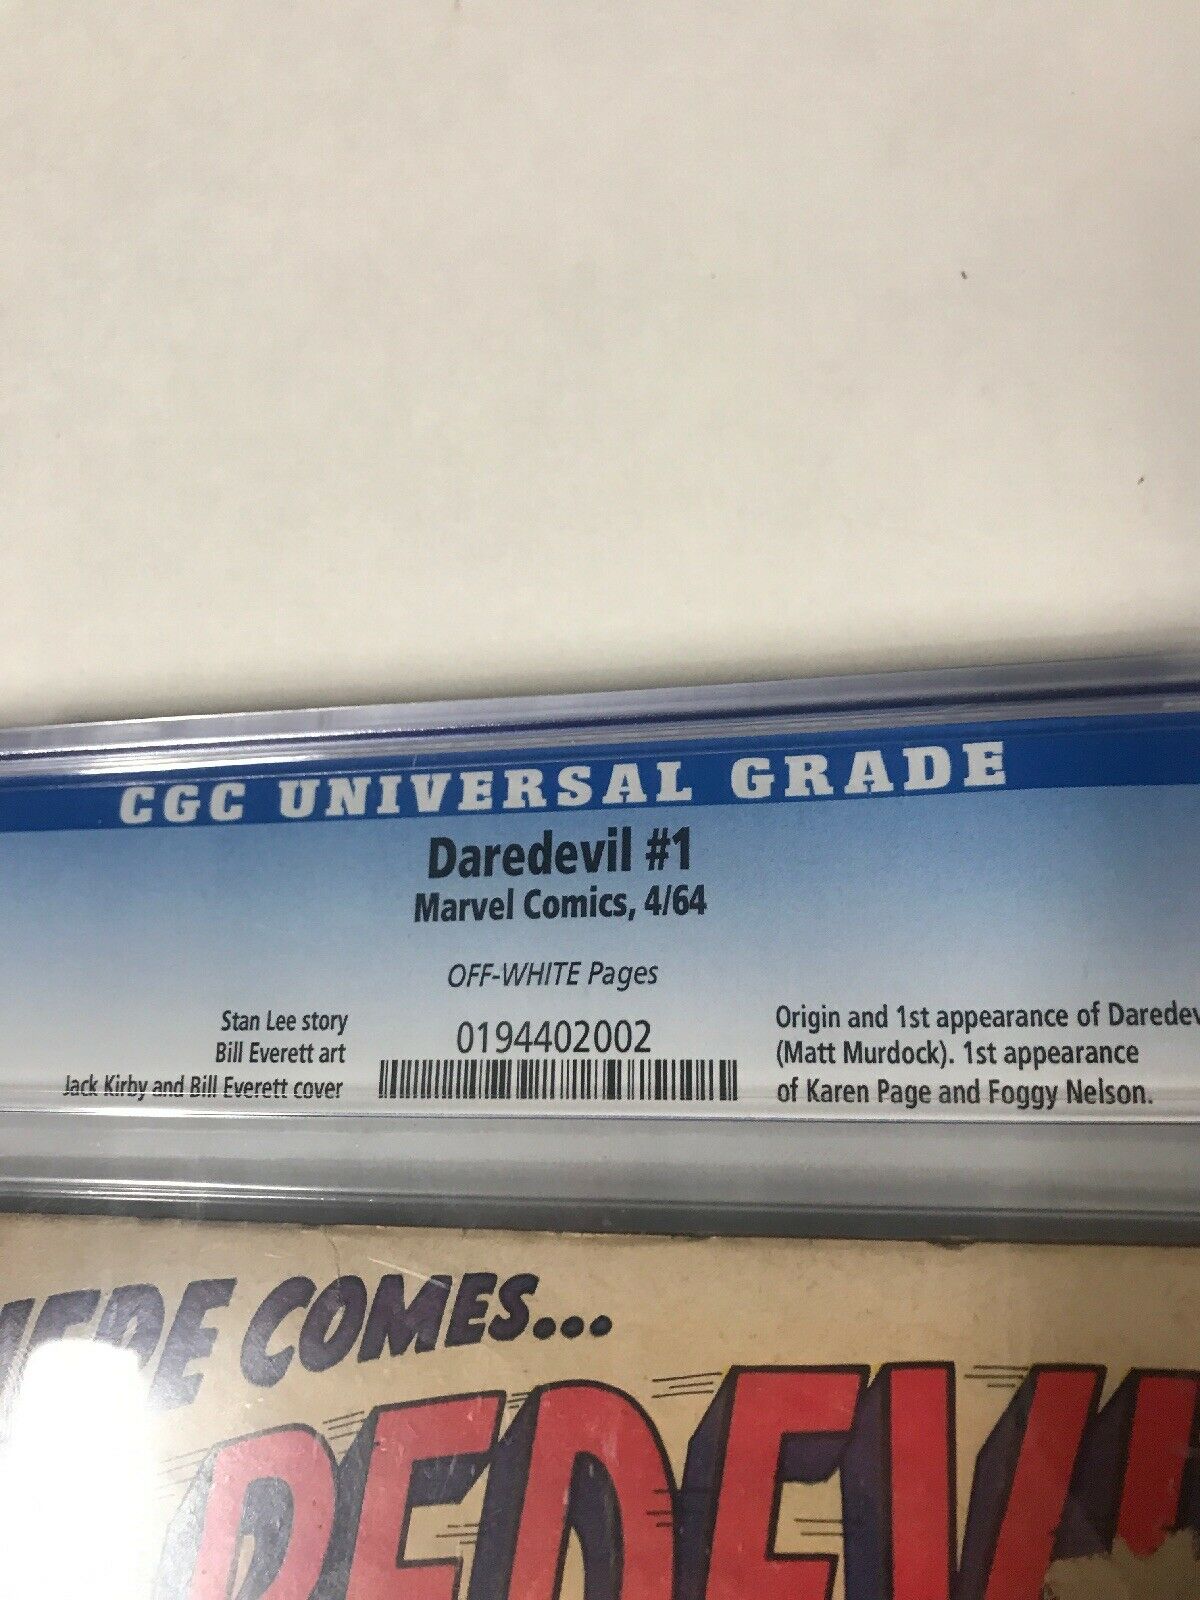 CGC UNIVERSAL GRADE
Daredevil #1
Marvel Comics, 4/64
OFF-WHITE Pages
Stan Lee story
Bill Everett art
Jack Kirby and Bill Everett cover
0194402002
Origin and 1st appearance of Daredev
(Matt Murdock). 1st appearance
of Karen Page and Foggy Nelson.
HERE COMES...
REDEVI